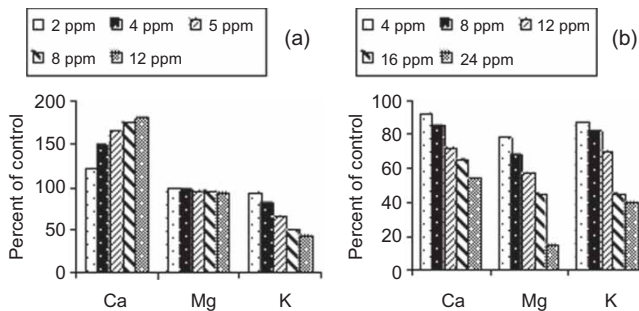 2 ppm 4 ppm 5 ppm
8 ppm 12 ppm
(a)
Percent of control
200
150
100
50
0
Ca Mg K
4 ppm 8 ppm 12 ppm
16 ppm 24 ppm
(b)
Percent of control
100
80
60
40
20
0
Ca Mg K